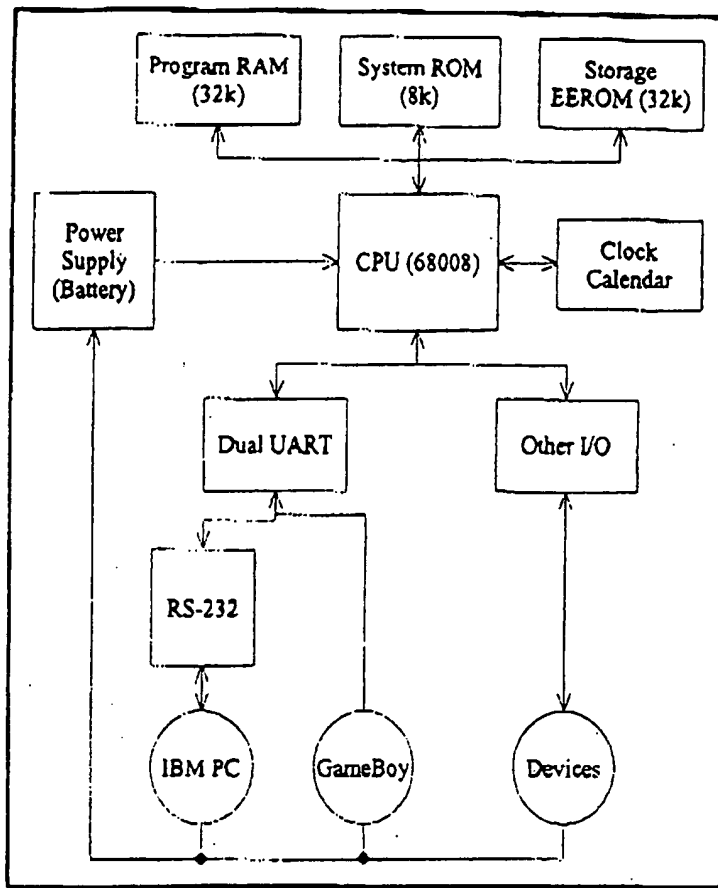 Program RAM
(32k)
System ROM
(8k)
Storage
EEROM (32k)
Power
Supply
(Battery)
CPU (68008)
Clock
Calendar
Dual UART
Other I/O
RS-232
IBM PC
GameBoy
Devices